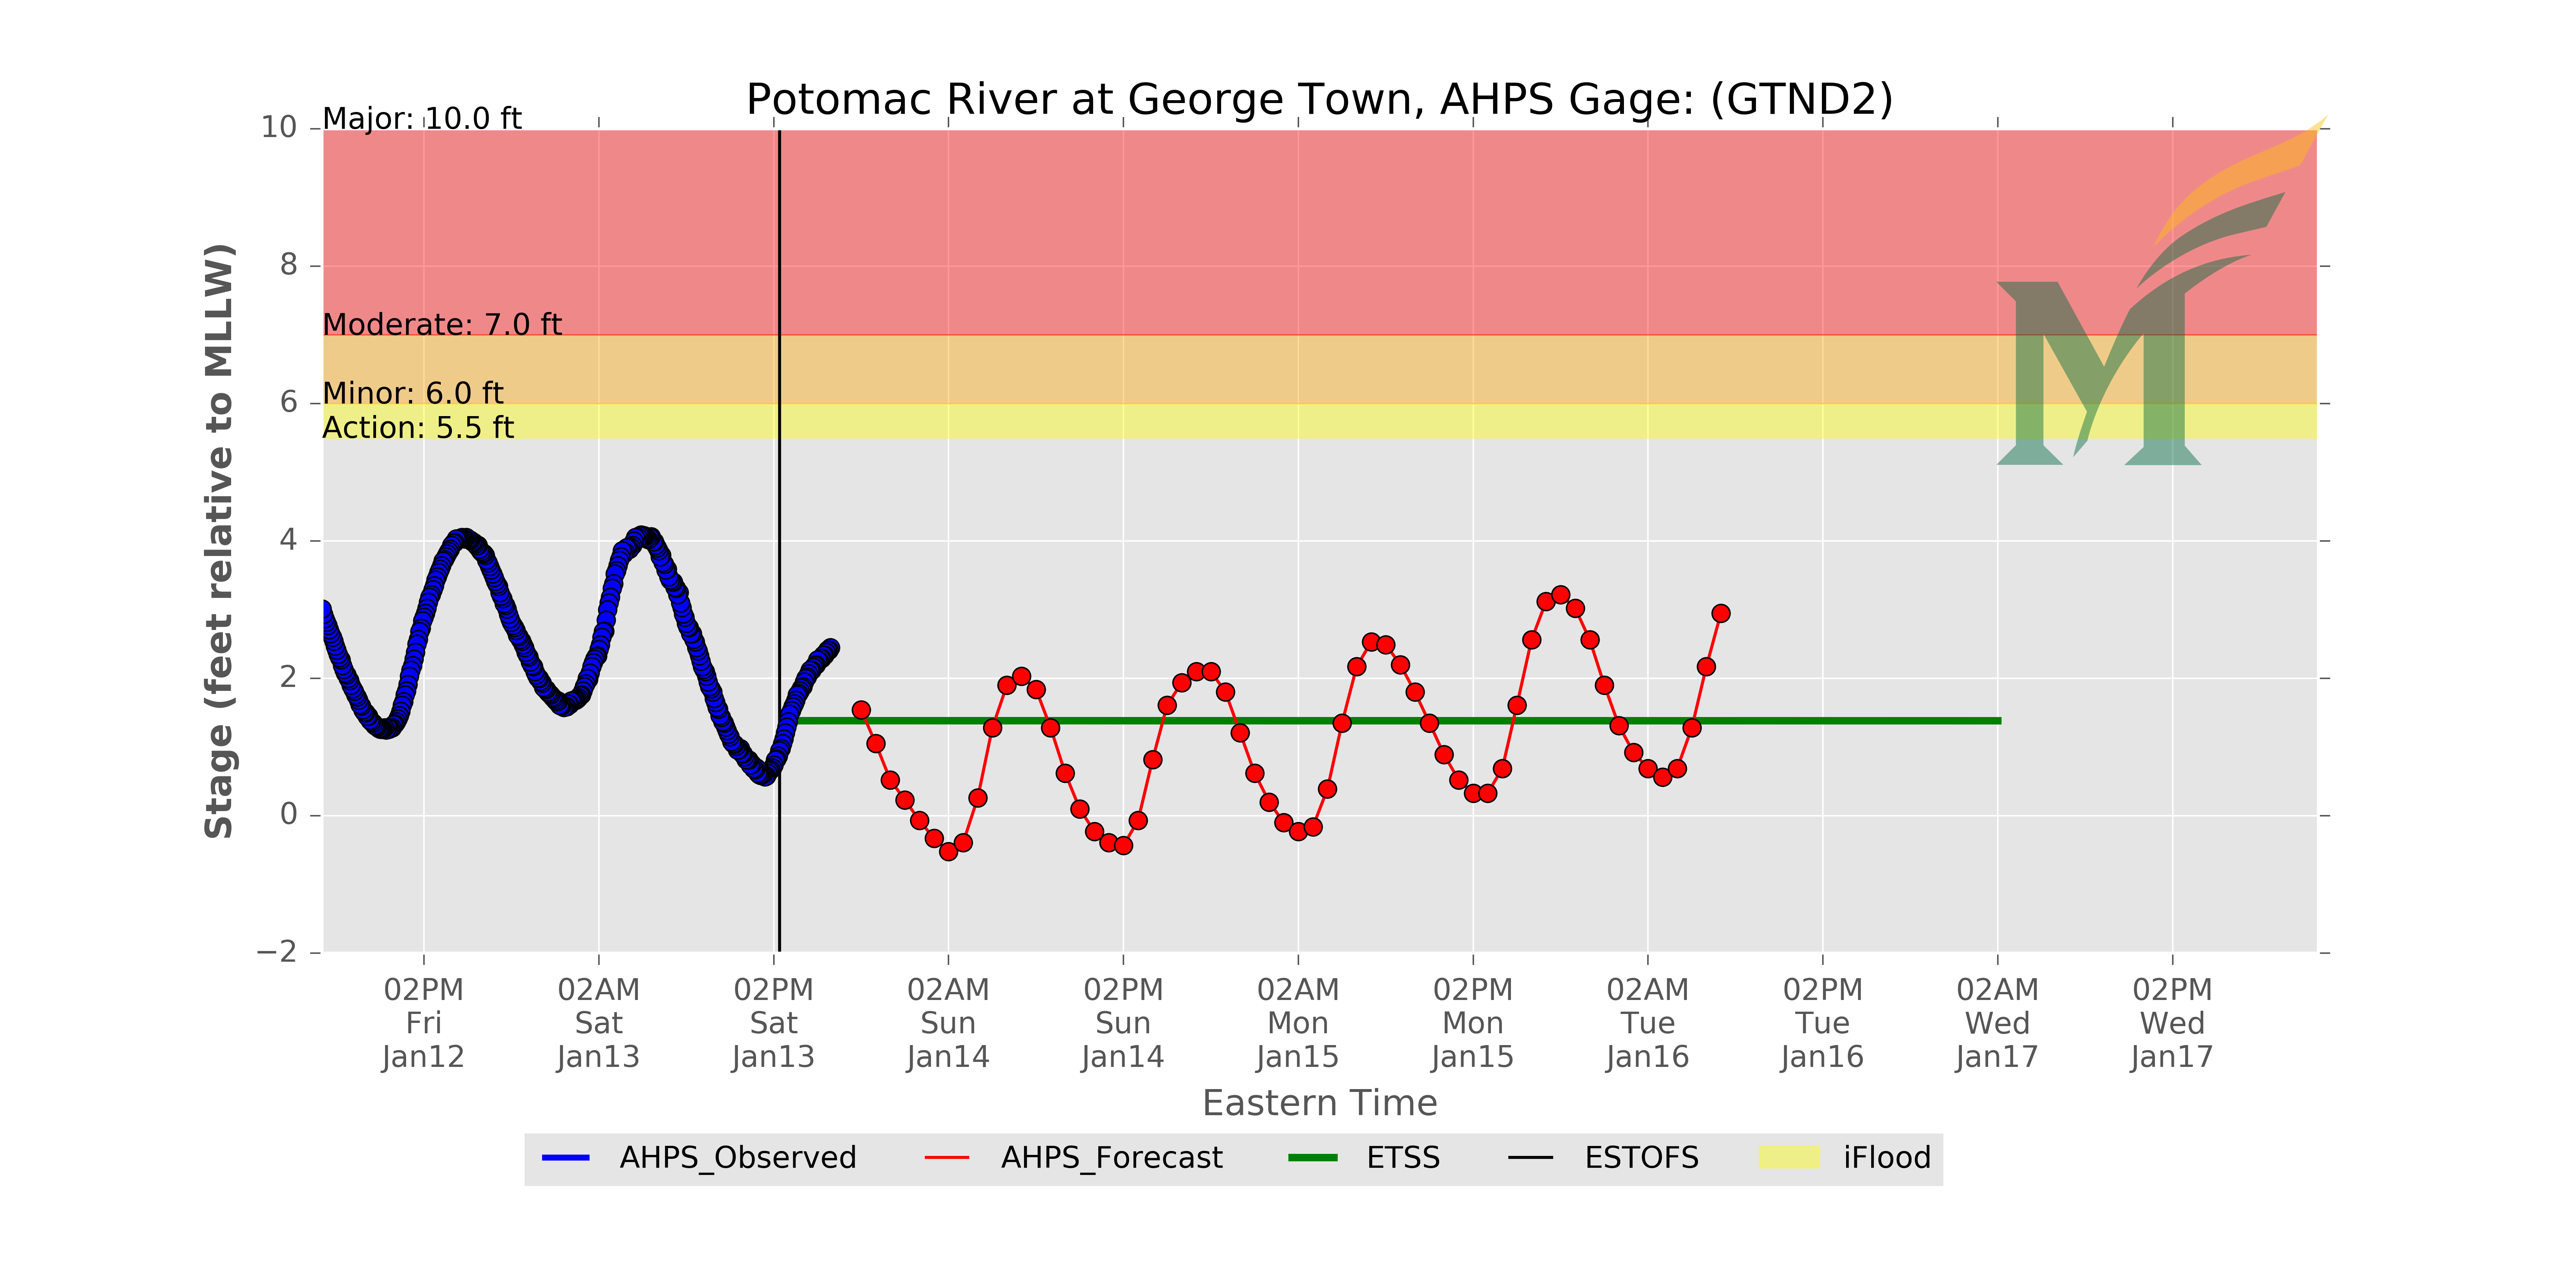 Potomac River at George Town, AHPS Gage: (GTND2)
Major: 10.0 ft
Moderate: 7.0 ft
Minor: 6.0 ft
Action: 5.5 ft
10
8
6
4
2
0
−2
Stage (feet relative to MLLW)
02PM Fri Jan12
02AM Sat Jan13
02PM Sat Jan13
02AM Sun Jan14
02PM Sun Jan14
02AM Mon Jan15
02PM Mon Jan15
02AM Tue Jan16
02PM Tue Jan16
02AM Wed Jan17
02PM Wed Jan17
Eastern Time
AHPS_Observed
AHPS_Forecast
ETSS
ESTOFS
iFlood
M